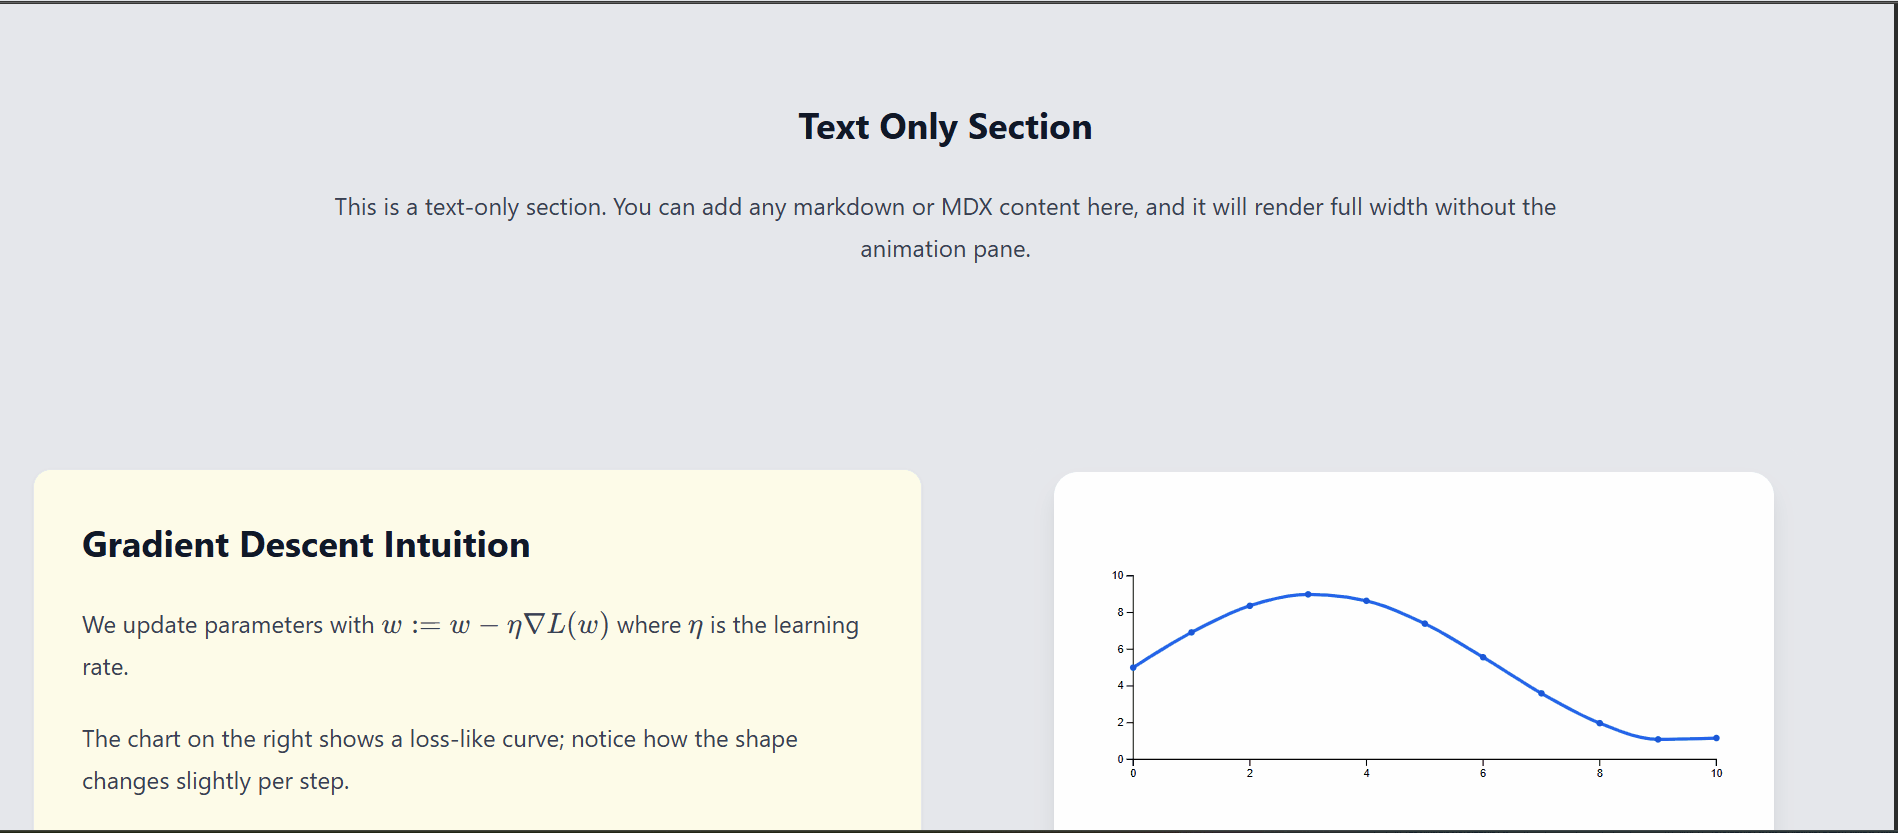 Text Only Section
This is a text-only section. You can add any markdown or MDX content here, and it will render full width without the
animation pane.
Gradient Descent Intuition
We update parameters with w := w − η∇L(w) where η is the learning
rate.
The chart on the right shows a loss-like curve; notice how the shape
changes slightly per step.
10
8
6
4
2
0
0 2 4 6 8 10